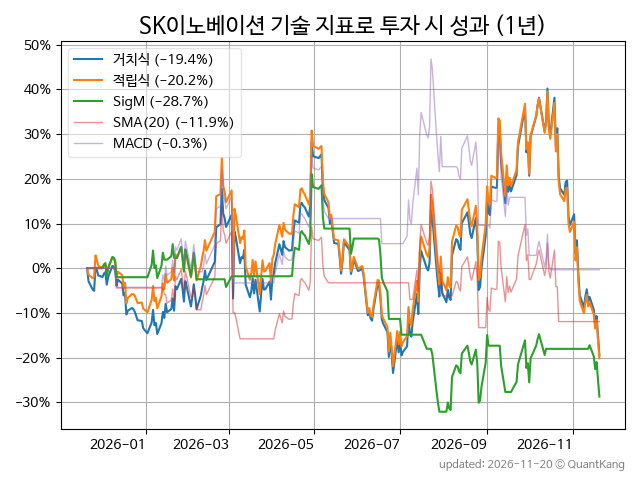 SK이노베이션 기술 지표로 투자 시 성과 (1년)
50%
40%
30%
20%
10%
0%
−10%
−20%
−30%
거치식 (−19.4%)
적립식 (−20.2%)
SigM (−28.7%)
SMA(20) (−11.9%)
MACD (−0.3%)
2026-01 2026-03 2026-05 2026-07 2026-09 2026-11
updated: 2026-11-20 © QuantKang